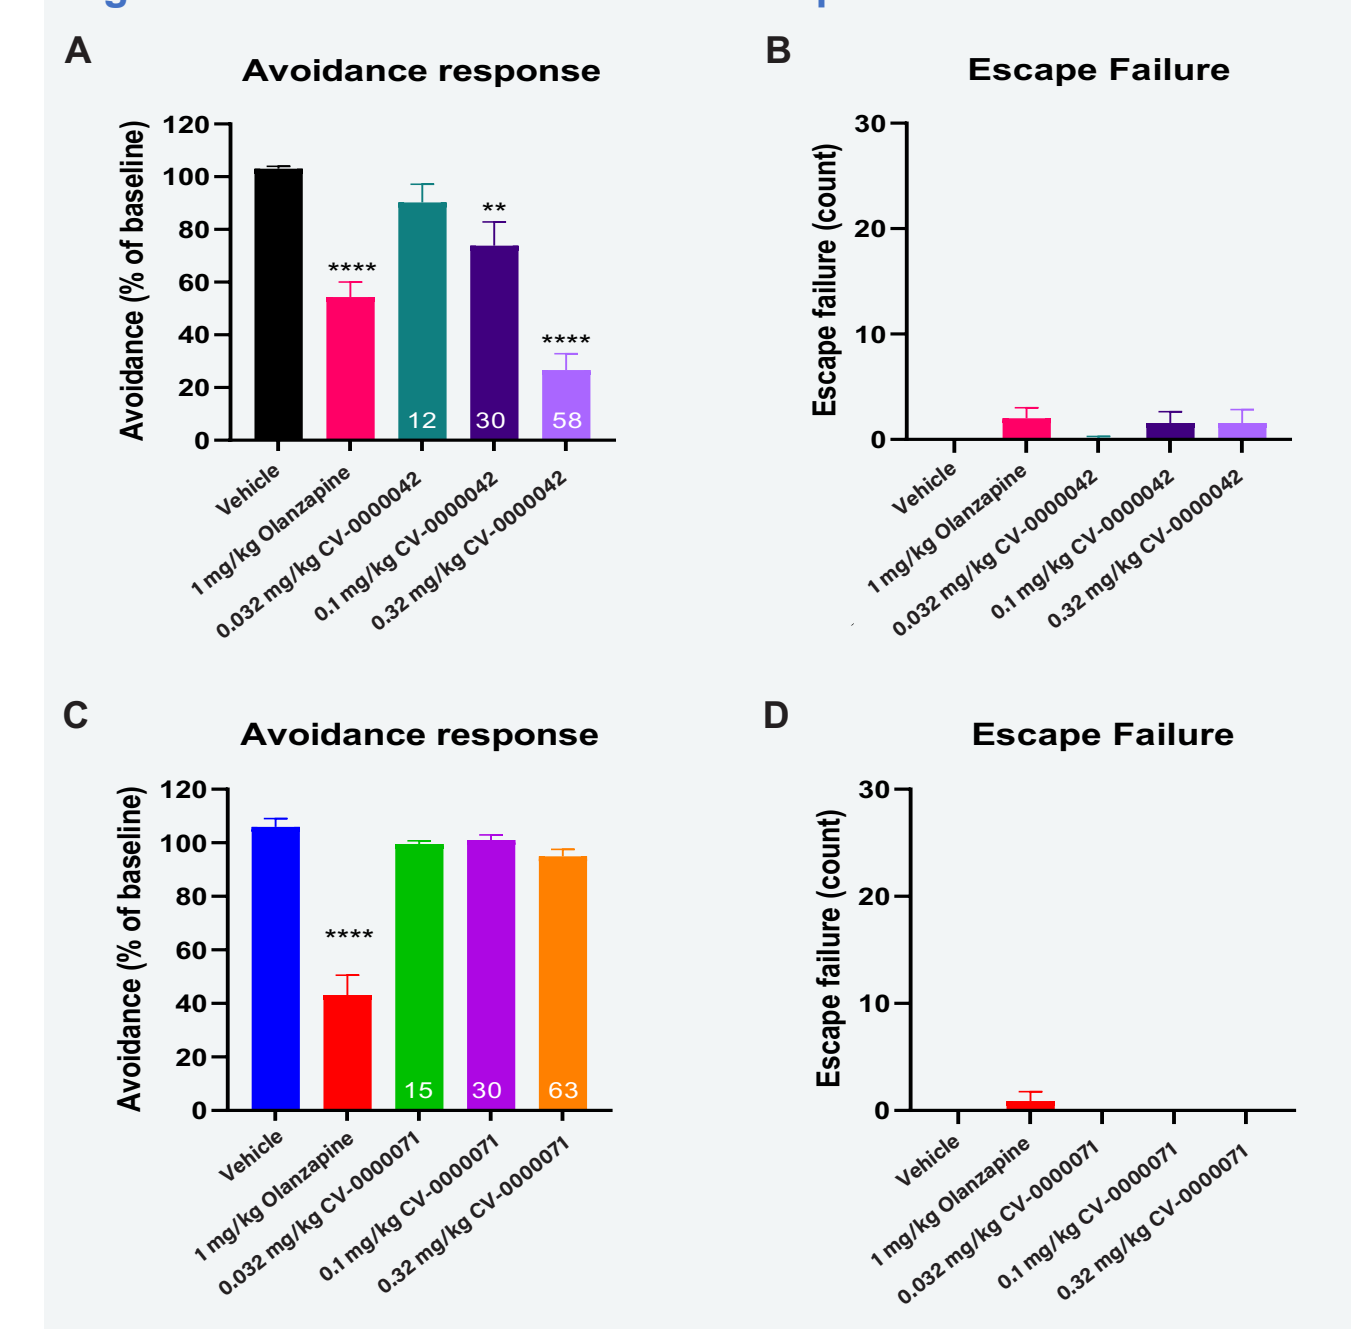 A
Avoidance response
Avoidance (% of baseline)
120
100
80
60
40
20
0
****
**
****
12
30
58
Vehicle
1 mg/kg Olanzapine
0.032 mg/kg CV-0000042
0.1 mg/kg CV-0000042
0.32 mg/kg CV-0000042
B
Escape Failure
Escape failure (count)
30
20
10
0
Vehicle
1 mg/kg Olanzapine
0.032 mg/kg CV-0000042
0.1 mg/kg CV-0000042
0.32 mg/kg CV-0000042
C
Avoidance response
Avoidance (% of baseline)
120
100
80
60
40
20
0
****
15
30
63
Vehicle
1 mg/kg Olanzapine
0.032 mg/kg CV-0000071
0.1 mg/kg CV-0000071
0.32 mg/kg CV-0000071
D
Escape Failure
Escape failure (count)
30
20
10
0
Vehicle
1 mg/kg Olanzapine
0.032 mg/kg CV-0000071
0.1 mg/kg CV-0000071
0.32 mg/kg CV-0000071